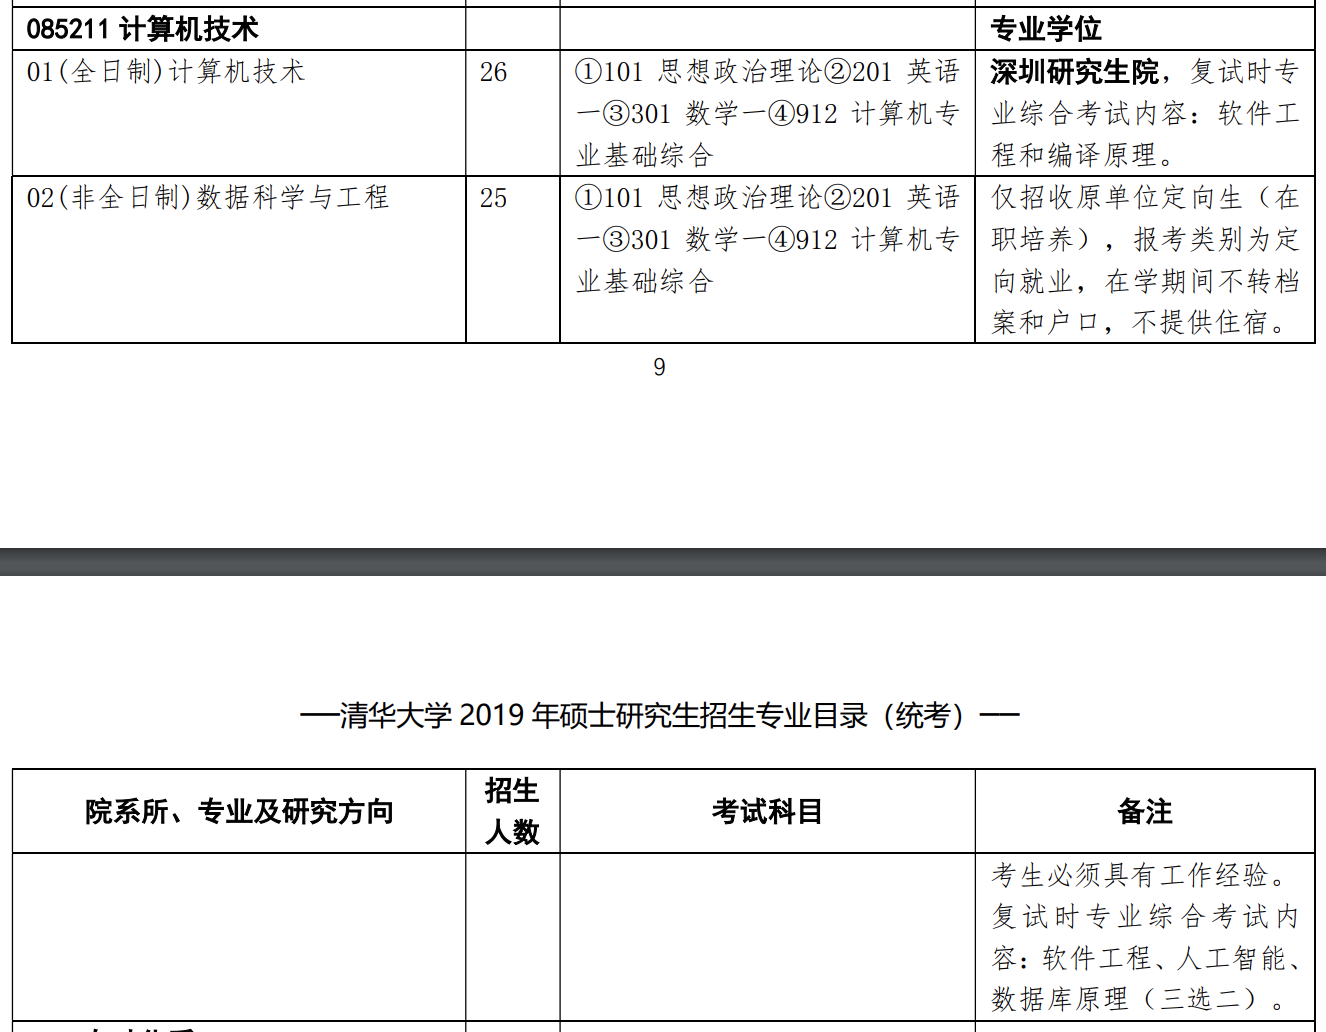 085211 计算机技术
专业学位
01(全日制)计算机技术
26
①101 思想政治理论②201 英语
一③301 数学一④912 计算机专
业基础综合
深圳研究生院，复试时专
业综合考试内容：软件工
程和编译原理。
02(非全日制)数据科学与工程
25
①101 思想政治理论②201 英语
一③301 数学一④912 计算机专
业基础综合
仅招收原单位定向生（在
职培养），报考类别为定
向就业，在学期间不转档
案和户口，不提供住宿。
9
──清华大学 2019 年硕士研究生招生专业目录（统考）──
院系所、专业及研究方向
招生
人数
考试科目
备注
考生必须具有工作经验。
复试时专业综合考试内
容：软件工程、人工智能、
数据库原理（三选二）。